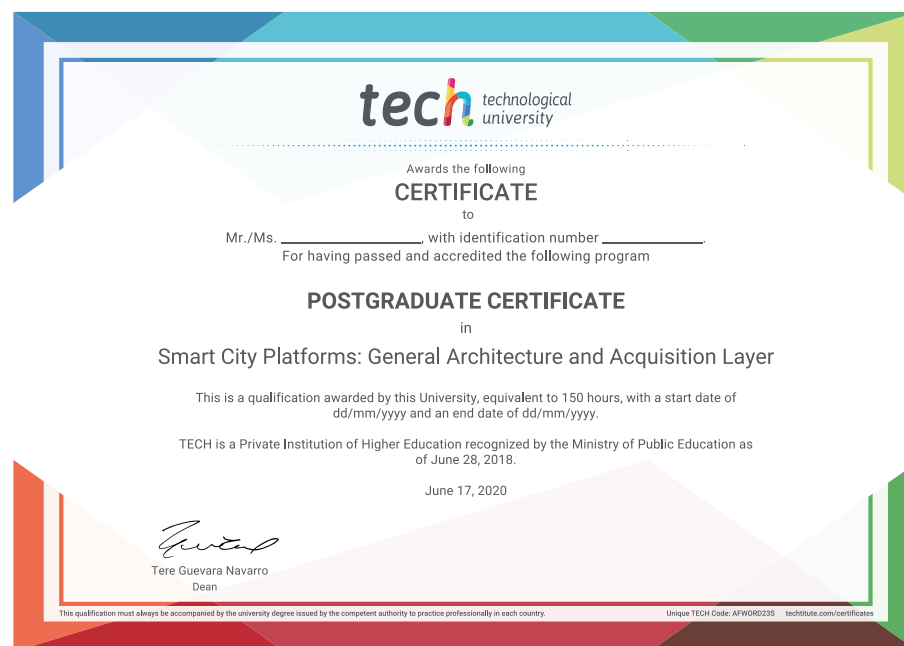 tech technological
university
Awards the following
CERTIFICATE
to
Mr./Ms. ________________, with identification number ____________.
For having passed and accredited the following program
POSTGRADUATE CERTIFICATE
in
Smart City Platforms: General Architecture and Acquisition Layer
This is a qualification awarded by this University, equivalent to 150 hours, with a start date of
dd/mm/yyyy and an end date of dd/mm/yyyy.
TECH is a Private Institution of Higher Education recognized by the Ministry of Public Education as
of June 28, 2018.
June 17, 2020
Tere Guevara Navarro
Dean
This qualification must always be accompanied by the university degree issued by the competent authority to practice professionally in each country. Unique TECH Code: AFWORD23S techtitute.com/certificates